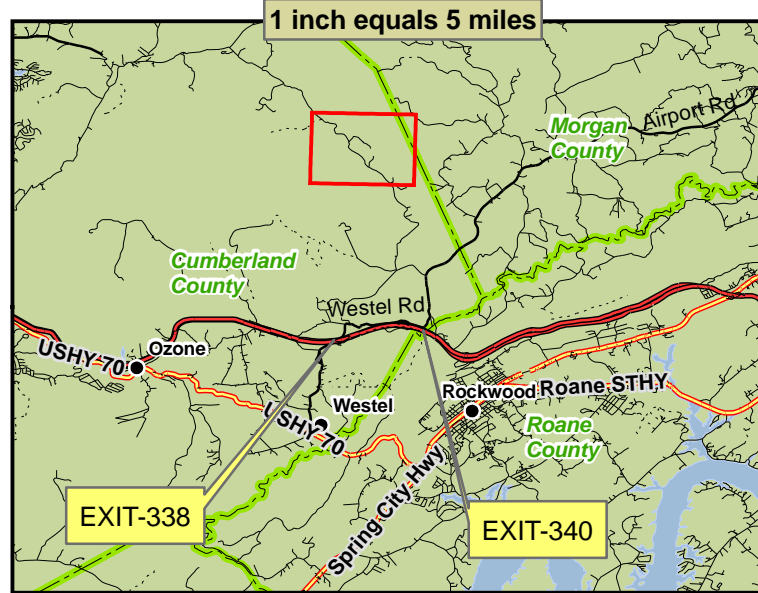 1 inch equals 5 miles
Airport Rd
Morgan
County
Cumberland
County
Westel Rd
USHY 70
Ozone
Rockwood
Roane STHY
Westel
USHY 70
Roane
County
EXIT-338
Spring City Hwy
EXIT-340